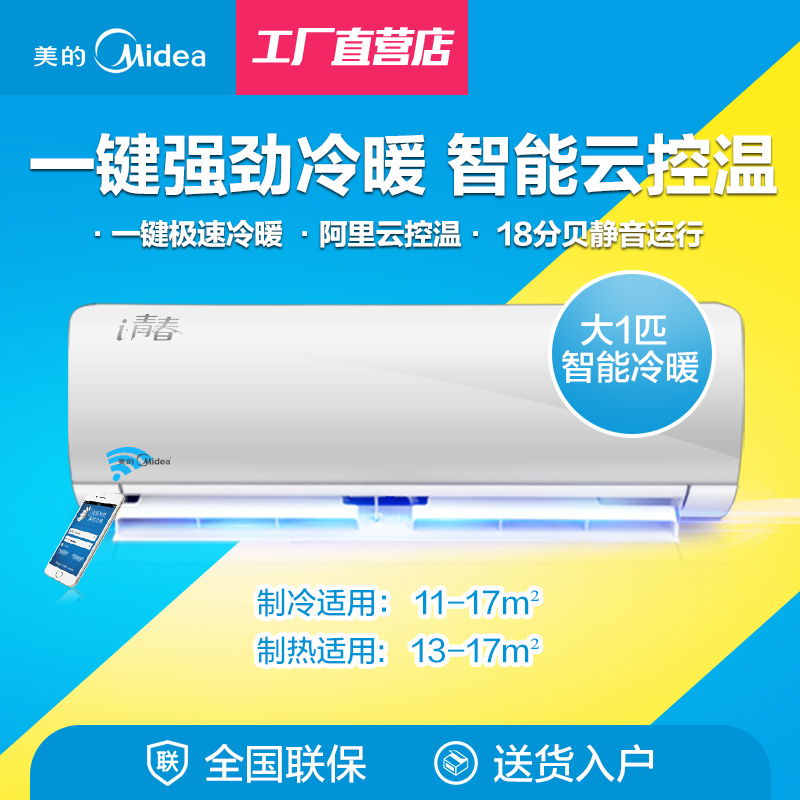 美的 Midea
工厂直营店
一键强劲冷暖 智能云控温
·一键极速冷暖 ·阿里云控温 ·18分贝静音运行
i·青春
大1匹
智能冷暖
美的 Midea
制冷适用： 11-17m²
制热适用: 13-17m²
联 全国联保 送货入户